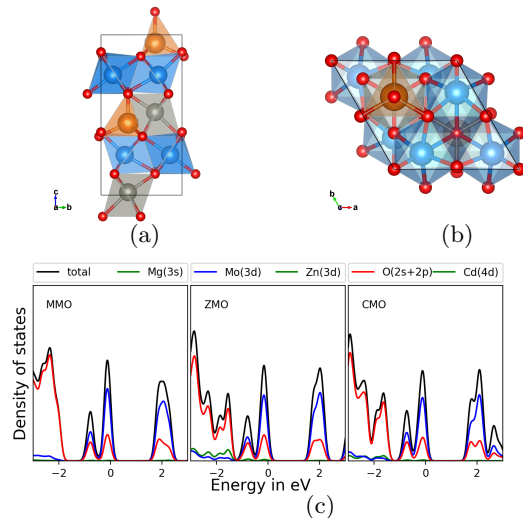 c
a b
(a)
b
c a
(b)
total Mg(3s) Mo(3d) Zn(3d) O(2s+2p) Cd(4d)
MMO ZMO CMO
Density of states
−2 0 2 −2 0 2 −2 0 2
Energy in eV
(c)